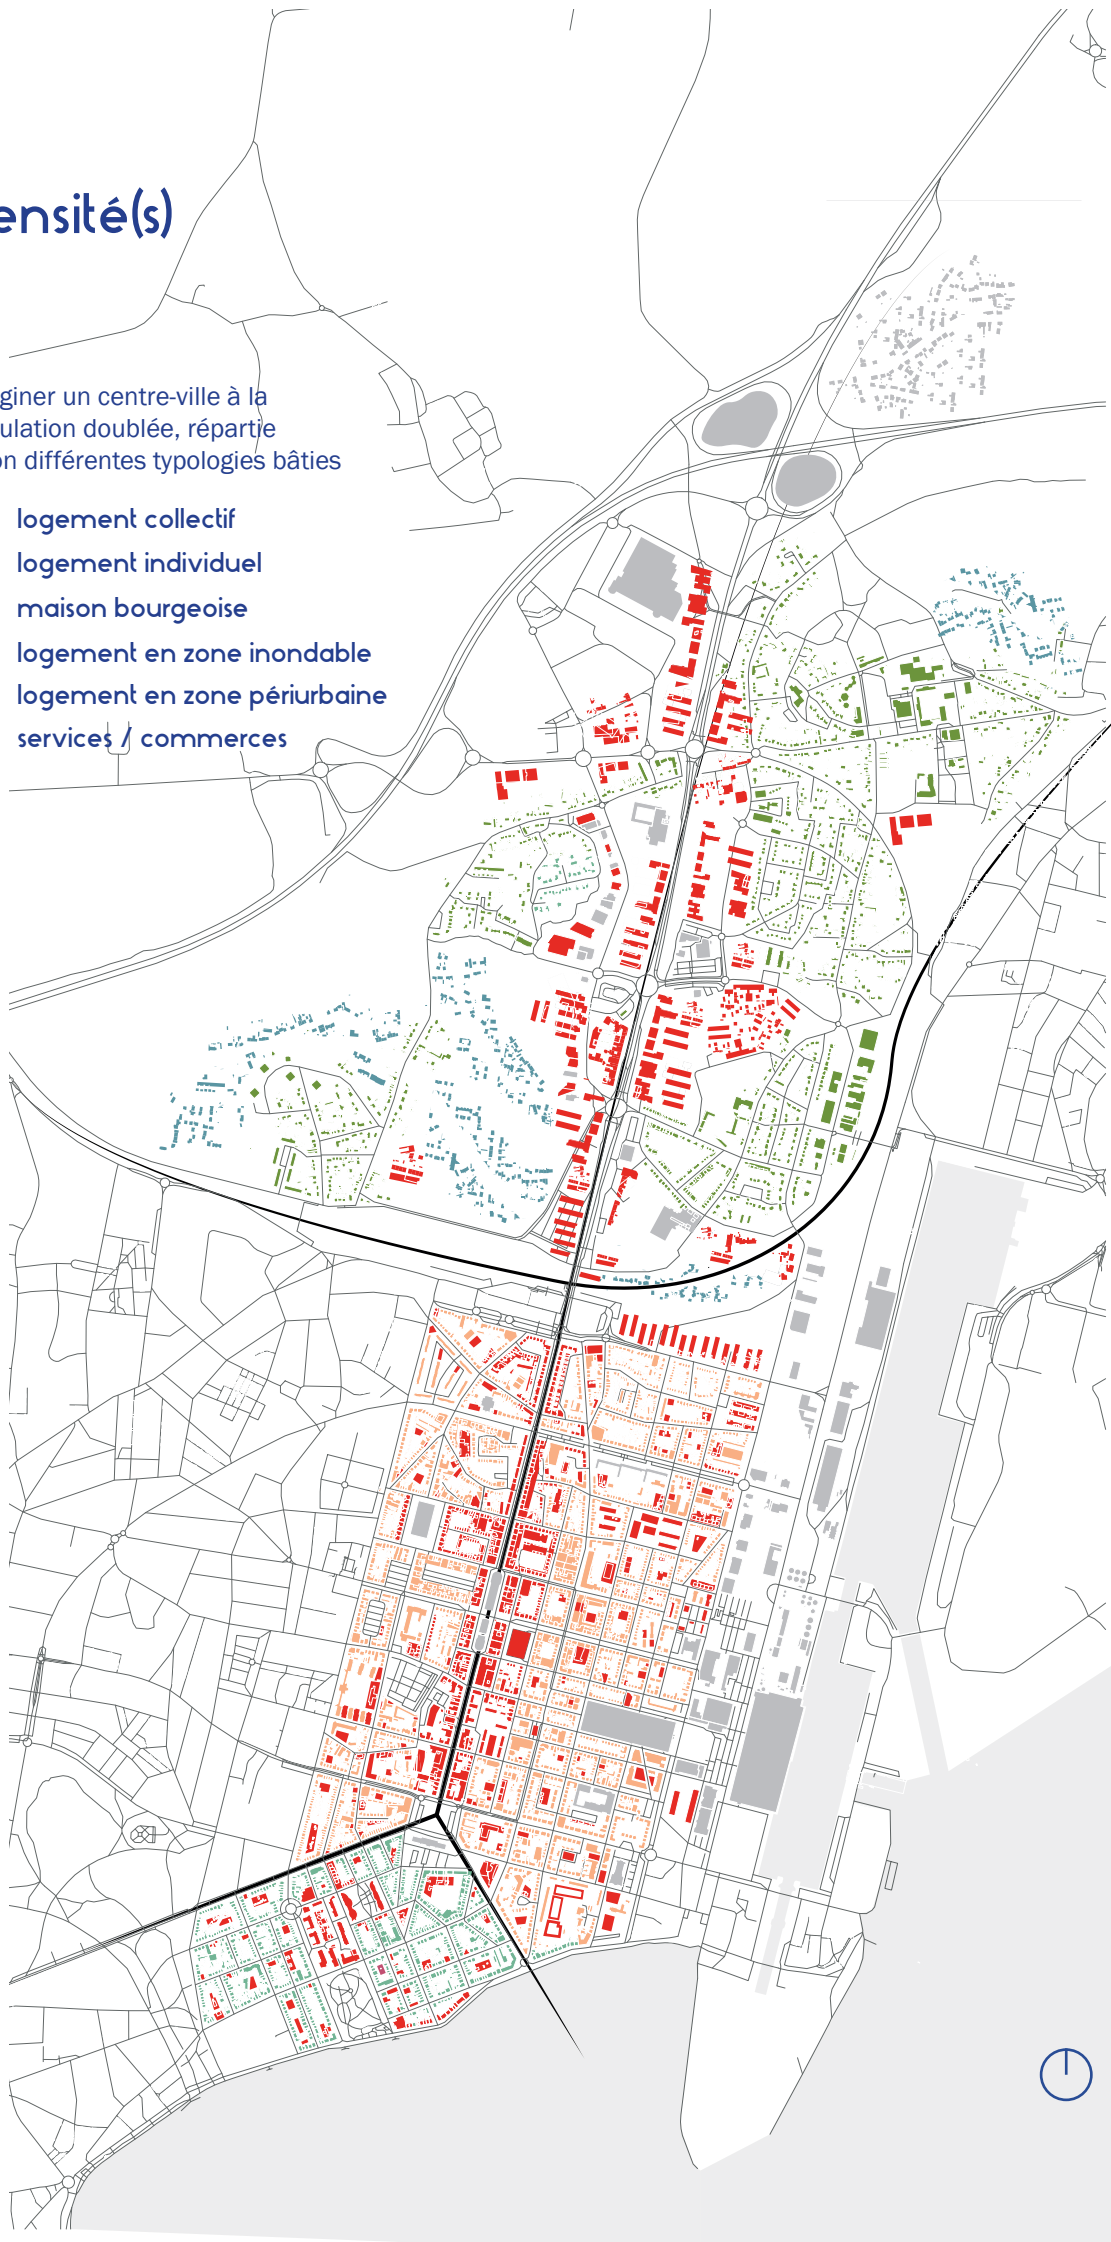 ensité(s)
giner un centre-ville à la
ulation doublée, répartie
on différentes typologies bâties
logement collectif
logement individuel
maison bourgeoise
logement en zone inondable
logement en zone périurbaine
services / commerces